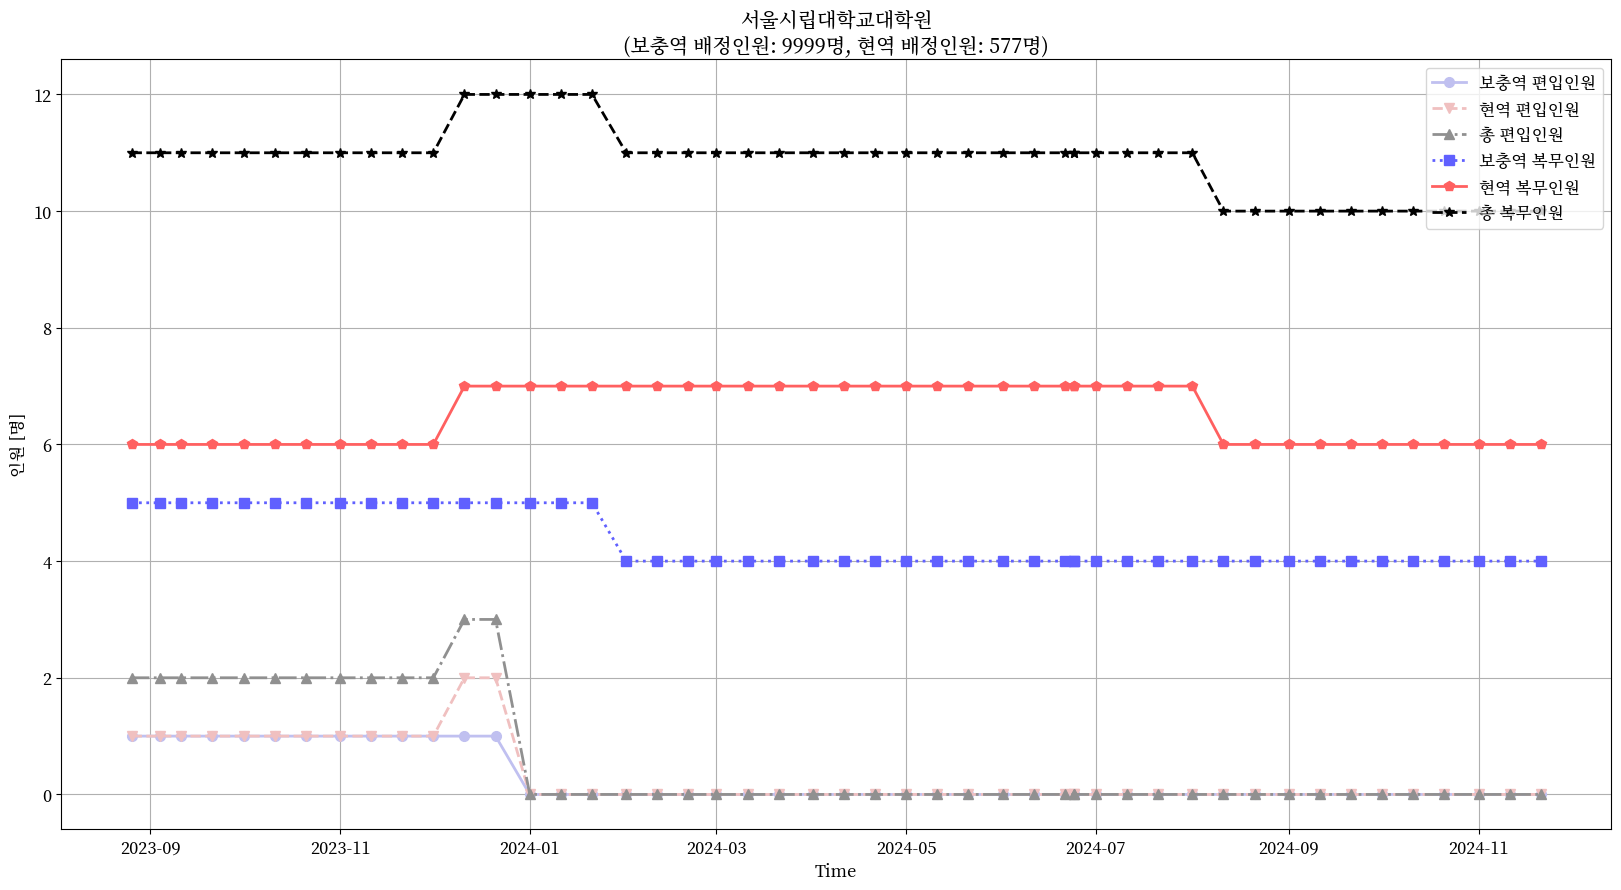 서울시립대학교대학원
(보충역 배정인원: 9999명, 현역 배정인원: 577명)
보충역 편입인원
현역 편입인원
총 편입인원
보충역 복무인원
현역 복무인원
총 복무인원
인원 [명]
12
10
8
6
4
2
0
2023-09
2023-11
2024-01
2024-03
2024-05
2024-07
2024-09
2024-11
Time